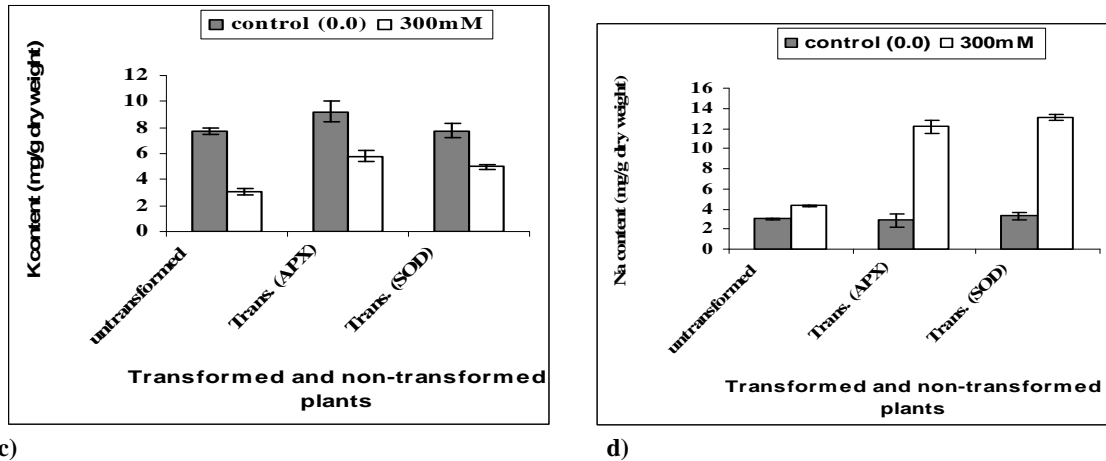 control (0.0) 300mM
K content (mg/g dry weight)
12
10
8
6
4
2
0
untransformed
Trans. (APX)
Trans. (SOD)
Transformed and non-transformed
plants
c)
control (0.0) 300mM
Na content (mg/g dry weight)
16
14
12
10
8
6
4
2
0
untransformed
Trans. (APX)
Trans. (SOD)
Transformed and non-transformed
plants
d)